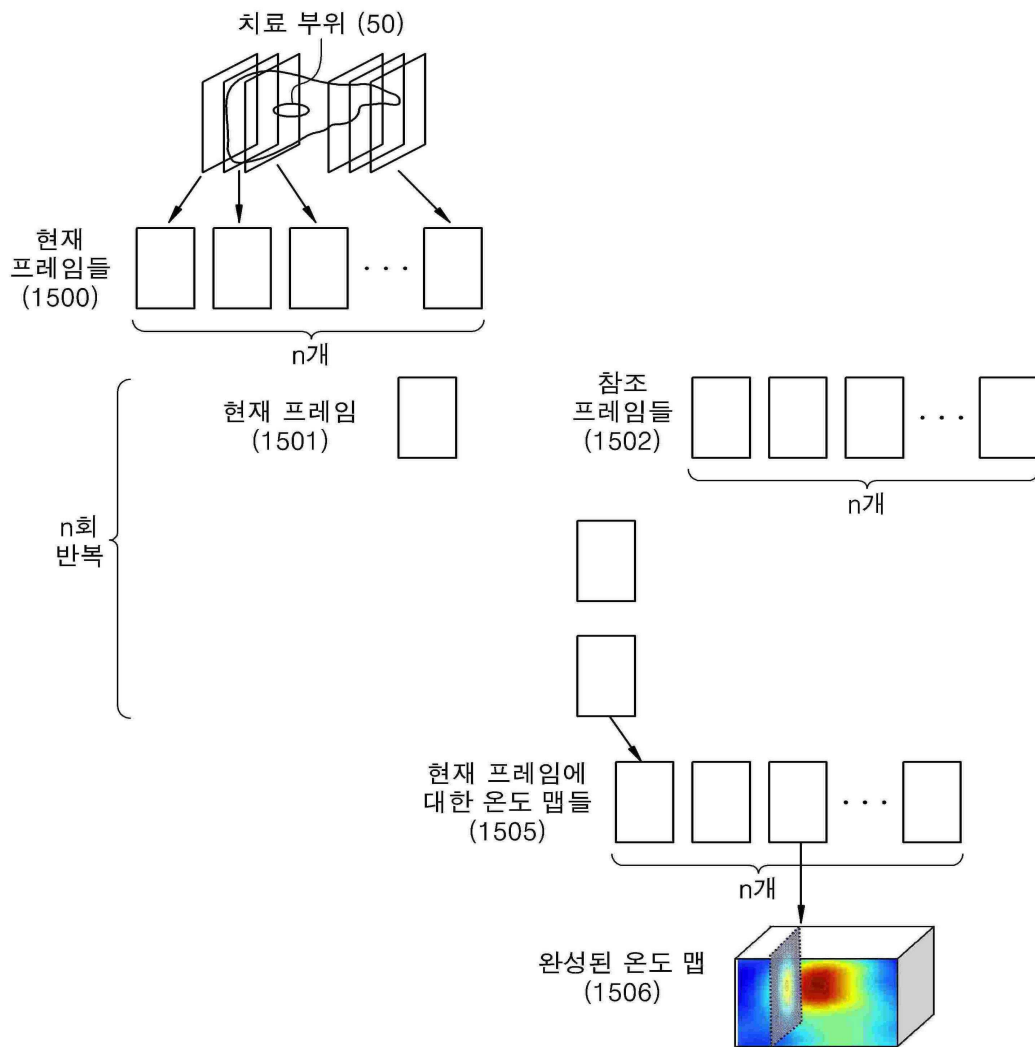 치료 부위 (50)
현재
프레임들
(1500)
· · ·
n개
현재 프레임
(1501)
참조
프레임들
(1502)
· · ·
n개
n회
반복
현재 프레임에
대한 온도 맵들
(1505)
· · ·
n개
완성된 온도 맵
(1506)